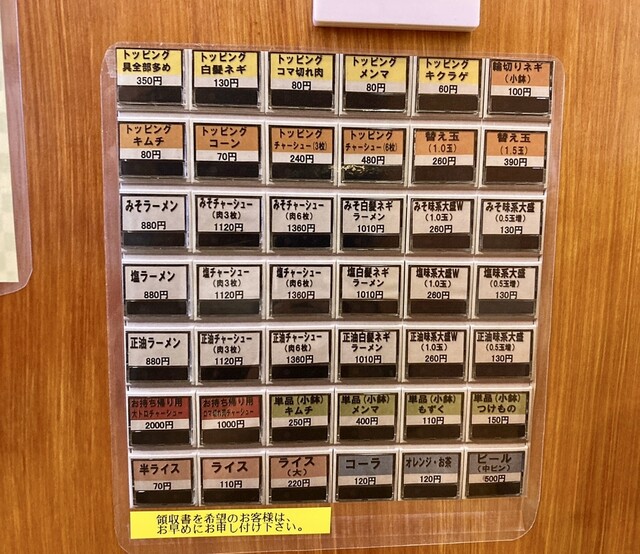 トッピング
具全部多め
350円
トッピング
白髪ネギ
130円
トッピング
コマ切れ肉
80円
トッピング
メンマ
80円
トッピング
キクラゲ
60円
輪切りネギ
(小鉢)
100円
トッピング
キムチ
80円
トッピング
コーン
70円
トッピング
チャーシュー(3枚)
240円
トッピング
チャーシュー(6枚)
480円
替え玉
(1.0玉)
260円
替え玉
(1.5玉)
390円
みそラーメン
880円
みそチャーシュー
(肉3枚)
1120円
みそチャーシュー
(肉6枚)
1360円
みそ白髪ネギ
ラーメン
1010円
みそ味系大盛W
(1.0玉)
260円
みそ味系大盛
(0.5玉増)
130円
塩ラーメン
880円
塩チャーシュー
(肉3枚)
1120円
塩チャーシュー
(肉6枚)
1360円
塩白髪ネギ
ラーメン
1010円
塩味系大盛W
(1.0玉)
260円
塩味系大盛
(0.5玉増)
130円
正油ラーメン
880円
正油チャーシュー
(肉3枚)
1120円
正油チャーシュー
(肉6枚)
1360円
正油白髪ネギ
ラーメン
1010円
正油味系大盛W
(1.0玉)
260円
正油味系大盛
(0.5玉増)
130円
お持ち帰り用
大トロチャーシュー
2000円
お持ち帰り用
コマ切れ肉チャーシュー
1000円
単品(小鉢)
キムチ
250円
単品(小鉢)
メンマ
400円
単品(小鉢)
もずく
110円
単品(小鉢)
つけもの
150円
半ライス
70円
ライス
110円
ライス
(大)
220円
コーラ
120円
オレンジ・お茶
120円
ビール
(中ビン)
500円
領収書を希望のお客様は、
お早めにお申し付け下さい。